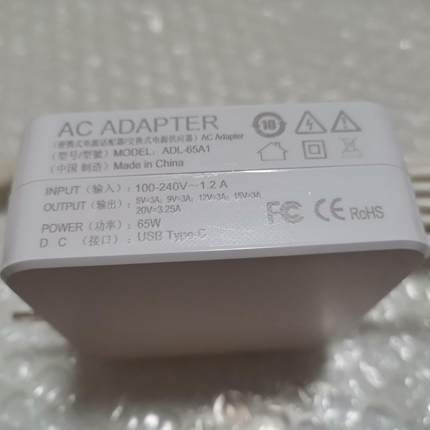 AC ADAPTER
(便携式电源适配器/交换式电源供应器) AC Adapter
(型号/型號) MODEL: ADL-65A1
(中国 制造) Made in China
10
INPUT (输入): 100-240V~1.2 A
OUTPUT (输出): 5V=3A; 9V=3A; 12V=3A; 15V=3A
20V=3.25A
POWER (功率): 65W
D C (接口): USB Type-C
FC CE RoHS